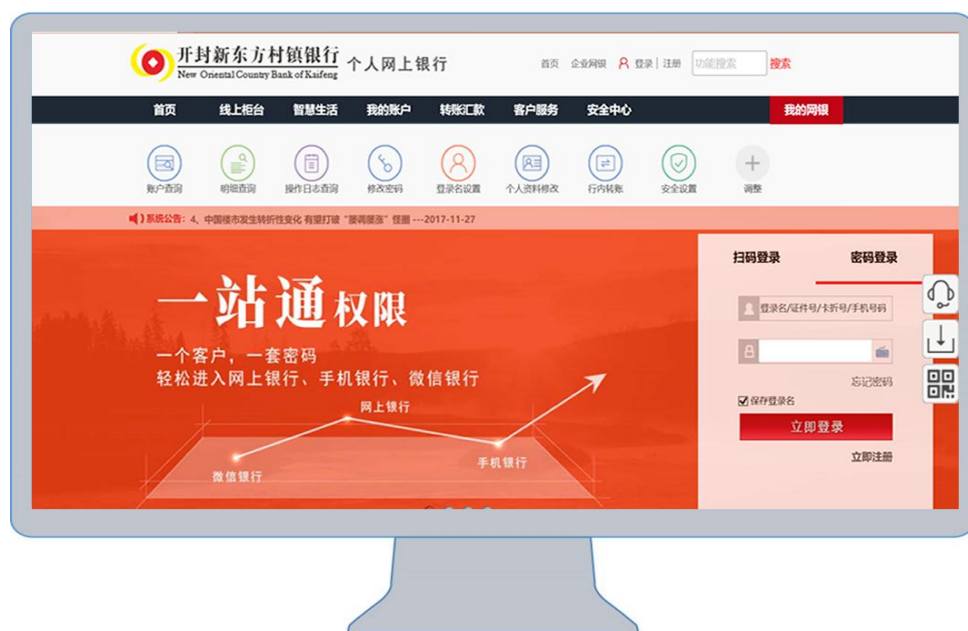 开封新东方村镇银行
New Oriental Country Bank of Kaifeng
个人网上银行
首页 企业网银 登录 | 注册 功能搜索 搜索
首页 线上柜台 智慧生活 我的账户 转账汇款 客户服务 安全中心 我的网银
账户查询 明细查询 操作日志查询 修改密码 登录名设置 个人资料修改 行内转账 安全设置 调整
系统公告： 4、中国楼市发生转折性变化 有望打破“屡调屡涨”怪圈 ---2017-11-27
扫码登录 密码登录
一站通权限
登录名/证件号/卡折号/手机号码
一个客户，一套密码
轻松进入网上银行、手机银行、微信银行
忘记密码
保存登录名
网上银行
立即登录
手机银行
立即注册
微信银行